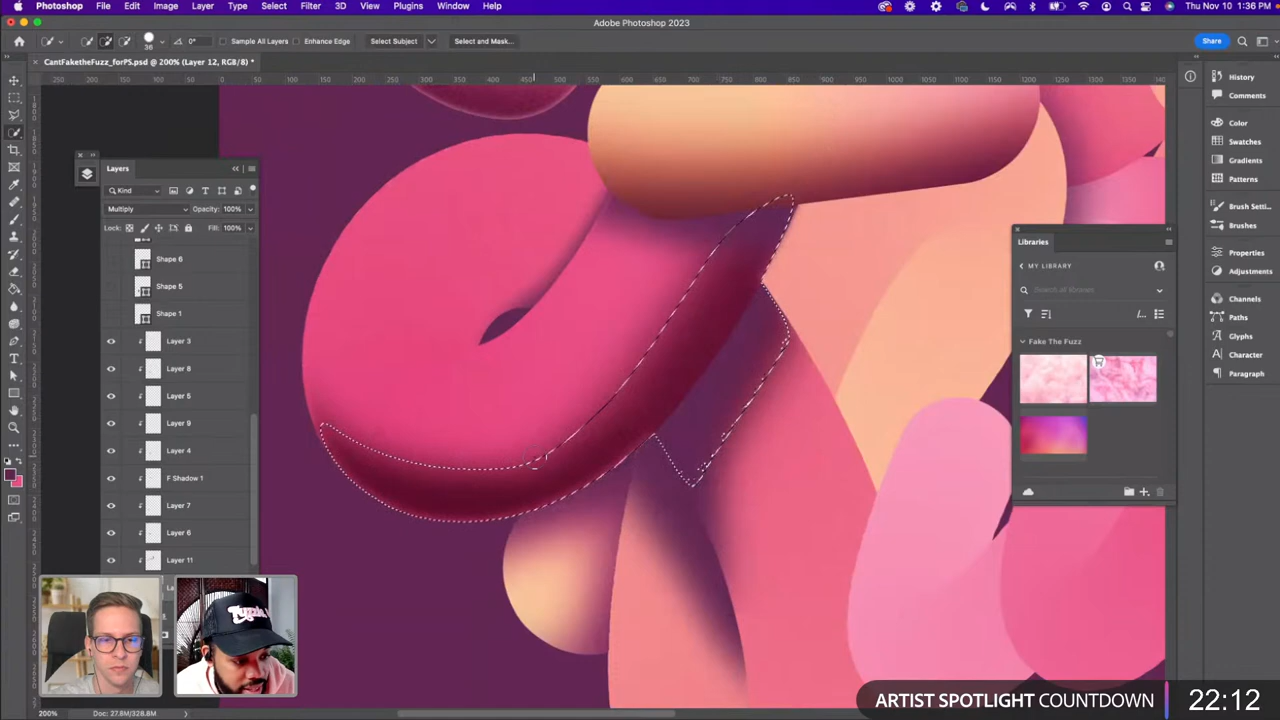 Photoshop File Edit Image Layer Type Select Filter 3D View Plugins Window Help Thu Nov 10 1:36 PM
Adobe Photoshop 2023
36 0° Sample All Layers Enhance Edge Select Subject Select and Mask... Share
CantFaketheFuzz_forPS.psd @ 200% (Layer 12, RGB/8) *
Layers
Kind
Multiply Opacity: 100%
Lock: Fill: 100%
Shape 6
Shape 5
Shape 1
Layer 3
Layer 8
Layer 5
Layer 9
Layer 4
F Shadow 1
Layer 7
Layer 6
Layer 11
Libraries
MY LIBRARY
Search all libraries
Fake The Fuzz
History
Comments
Color
Swatches
Gradients
Patterns
Brush Setti...
Brushes
Properties
Adjustments
Channels
Paths
Glyphs
Character
Paragraph
200% Doc: 27.8M/328.8M
ARTIST SPOTLIGHT COUNTDOWN 22:12